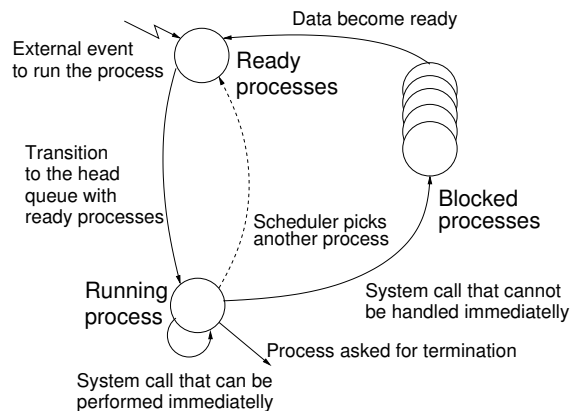 Data become ready
External event
to run the process
Ready
processes
Transition
to the head
queue with
ready processes
Scheduler picks
another process
Blocked
processes
Running
process
System call that cannot
be handled immediatelly
Process asked for termination
System call that can be
performed immediatelly